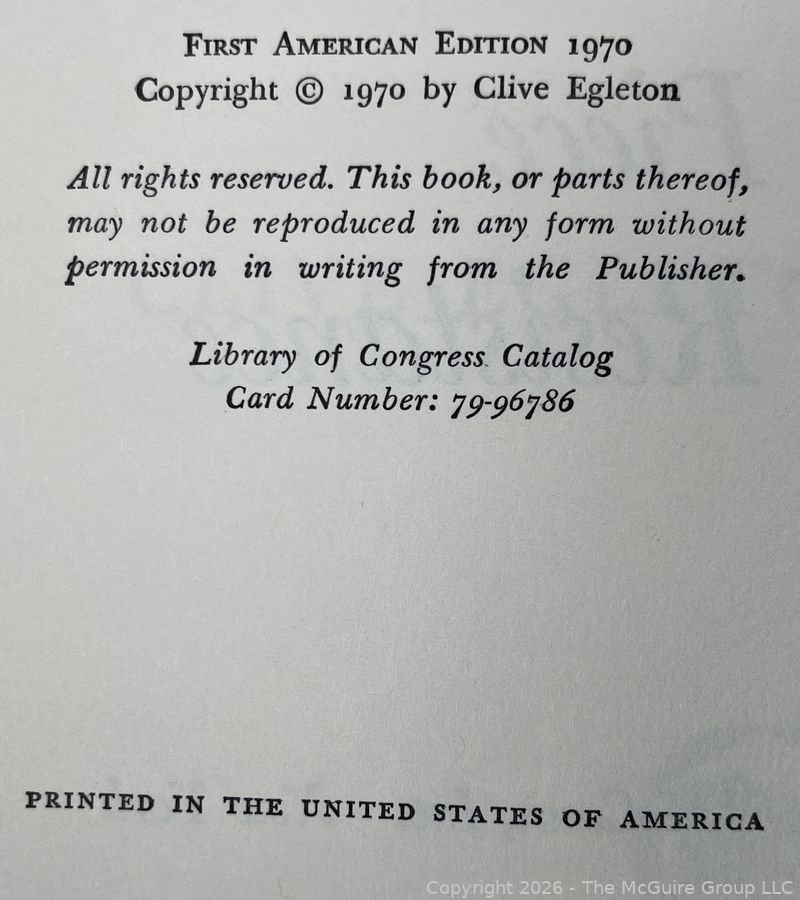 FIRST AMERICAN EDITION 1970
Copyright © 1970 by Clive Egleton
All rights reserved. This book, or parts thereof,
may not be reproduced in any form without
permission in writing from the Publisher.
Library of Congress Catalog
Card Number: 79-96786
PRINTED IN THE UNITED STATES OF AMERICA
Copyright 2026 - The McGuire Group LLC